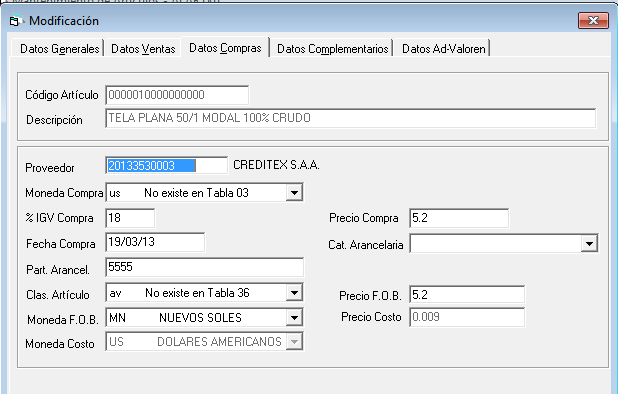 Modificación
Datos Generales Datos Ventas Datos Compras Datos Complementarios Datos Ad-Valoren
Código Artículo 0000010000000000
Descripción TELA PLANA 50/1 MODAL 100% CRUDO
Proveedor 20133530003 CREDITEX S.A.A.
Moneda Compra us No existe en Tabla 03
% IGV Compra 18 Precio Compra 5.2
Fecha Compra 19/03/13 Cat. Arancelaria
Part. Arancel. 5555
Clas. Artículo av No existe en Tabla 36 Precio F.O.B. 5.2
Moneda F.O.B. MN NUEVOS SOLES Precio Costo 0.009
Moneda Costo US DOLARES AMERICANOS